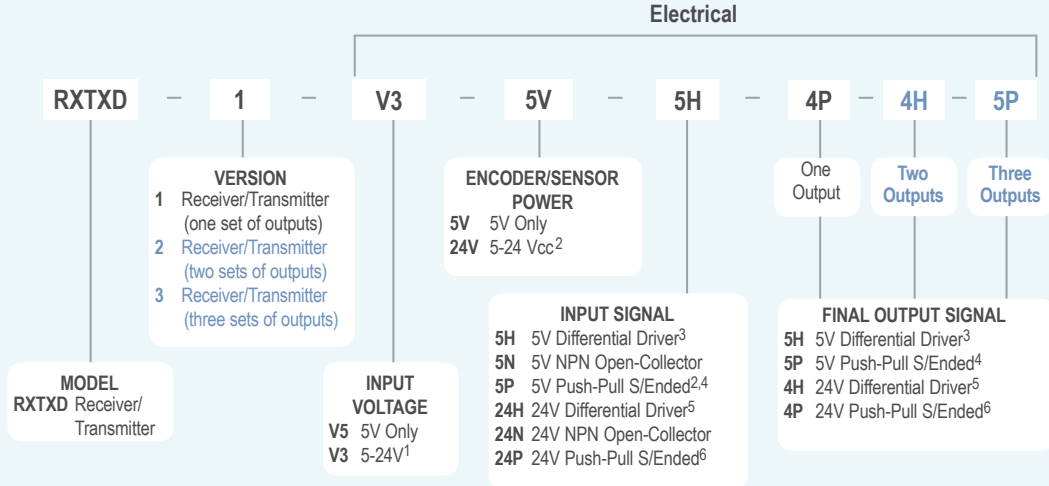 Electrical
RXTXD – 1 – V3 – 5V – 5H – 4P – 4H – 5P
One
Output
Two
Outputs
Three
Outputs
VERSION
1 Receiver/Transmitter
(one set of outputs)
2 Receiver/Transmitter
(two sets of outputs)
3 Receiver/Transmitter
(three sets of outputs)
ENCODER/SENSOR
POWER
5V 5V Only
24V 5-24 Vcc2
INPUT SIGNAL
5H 5V Differential Driver3
5N 5V NPN Open-Collector
5P 5V Push-Pull S/Ended2,4
24H 24V Differential Driver5
24N 24V NPN Open-Collector
24P 24V Push-Pull S/Ended6
FINAL OUTPUT SIGNAL
5H 5V Differential Driver3
5P 5V Push-Pull S/Ended4
4H 24V Differential Driver5
4P 24V Push-Pull S/Ended6
MODEL
RXTXD Receiver/
Transmitter
INPUT
VOLTAGE
V5 5V Only
V3 5-24V1